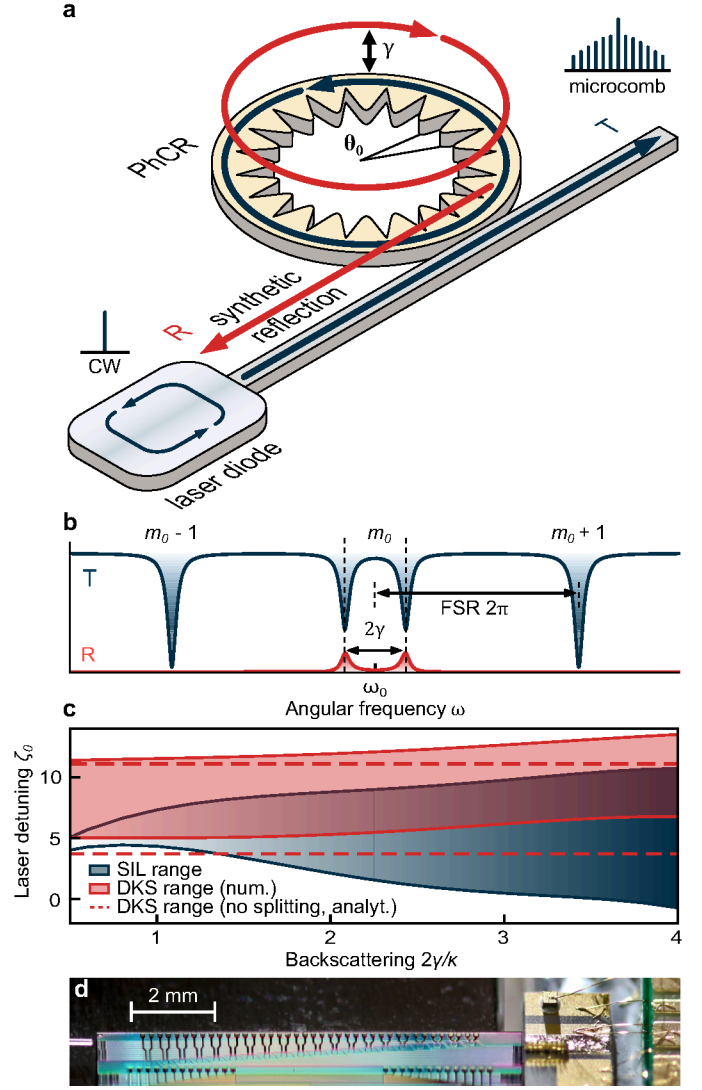 a
γ
microcomb
PhCR
θ₀
T
synthetic
reflection
R
CW
laser diode
b
m₀ - 1
m₀
m₀ + 1
T
FSR 2π
2γ
R
ω₀
Angular frequency ω
c
Laser detuning ζ₀
10
5
0
SIL range
DKS range (num.)
DKS range (no splitting, analyt.)
1
2
3
4
Backscattering 2γ/κ
d
2 mm